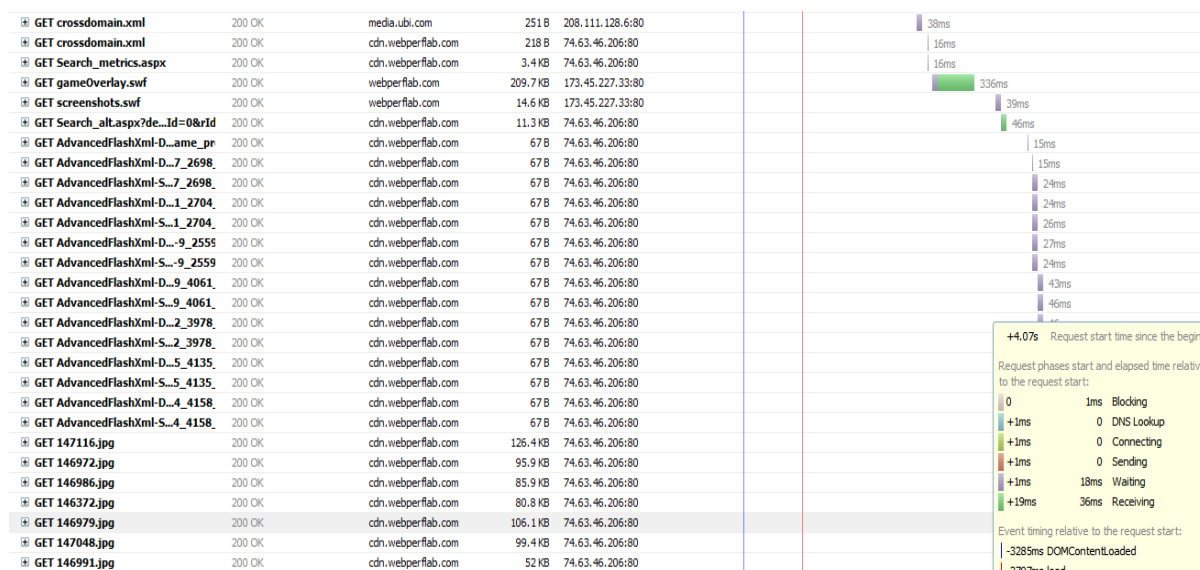 GET crossdomain.xml 200 OK media.ubi.com 251 B 208.111.128.6:80 38ms
GET crossdomain.xml 200 OK cdn.webperflab.com 218 B 74.63.46.206:80 16ms
GET Search_metrics.aspx 200 OK cdn.webperflab.com 3.4 KB 74.63.46.206:80 16ms
GET gameOverlay.swf 200 OK webperflab.com 209.7 KB 173.45.227.33:80 336ms
GET screenshots.swf 200 OK webperflab.com 14.6 KB 173.45.227.33:80 39ms
GET Search_alt.aspx?de...Id=0&rId 200 OK cdn.webperflab.com 11.3 KB 74.63.46.206:80 46ms
GET AdvancedFlashXml-D...ame_pr 200 OK cdn.webperflab.com 67 B 74.63.46.206:80 15ms
GET AdvancedFlashXml-D...7_2698_ 200 OK cdn.webperflab.com 67 B 74.63.46.206:80 15ms
GET AdvancedFlashXml-S...7_2698_ 200 OK cdn.webperflab.com 67 B 74.63.46.206:80 24ms
GET AdvancedFlashXml-D...1_2704_ 200 OK cdn.webperflab.com 67 B 74.63.46.206:80 24ms
GET AdvancedFlashXml-S...1_2704_ 200 OK cdn.webperflab.com 67 B 74.63.46.206:80 26ms
GET AdvancedFlashXml-D...-9_2559 200 OK cdn.webperflab.com 67 B 74.63.46.206:80 27ms
GET AdvancedFlashXml-S...-9_2559 200 OK cdn.webperflab.com 67 B 74.63.46.206:80 24ms
GET AdvancedFlashXml-D...9_4061_ 200 OK cdn.webperflab.com 67 B 74.63.46.206:80 43ms
GET AdvancedFlashXml-S...9_4061_ 200 OK cdn.webperflab.com 67 B 74.63.46.206:80 46ms
GET AdvancedFlashXml-D...2_3978_ 200 OK cdn.webperflab.com 67 B 74.63.46.206:80
GET AdvancedFlashXml-S...2_3978_ 200 OK cdn.webperflab.com 67 B 74.63.46.206:80
GET AdvancedFlashXml-D...5_4135_ 200 OK cdn.webperflab.com 67 B 74.63.46.206:80
GET AdvancedFlashXml-S...5_4135_ 200 OK cdn.webperflab.com 67 B 74.63.46.206:80
GET AdvancedFlashXml-D...4_4158_ 200 OK cdn.webperflab.com 67 B 74.63.46.206:80
GET AdvancedFlashXml-S...4_4158_ 200 OK cdn.webperflab.com 67 B 74.63.46.206:80
GET 147116.jpg 200 OK cdn.webperflab.com 126.4 KB 74.63.46.206:80
GET 146972.jpg 200 OK cdn.webperflab.com 95.9 KB 74.63.46.206:80
GET 146986.jpg 200 OK cdn.webperflab.com 85.9 KB 74.63.46.206:80
GET 146372.jpg 200 OK cdn.webperflab.com 80.8 KB 74.63.46.206:80
GET 146979.jpg 200 OK cdn.webperflab.com 106.1 KB 74.63.46.206:80
GET 147048.jpg 200 OK cdn.webperflab.com 99.4 KB 74.63.46.206:80
GET 146991.jpg 200 OK cdn.webperflab.com 52 KB 74.63.46.206:80
+4.07s Request start time since the begin
Request phases start and elapsed time relativ
to the request start:
0 1ms Blocking
+1ms 0 DNS Lookup
+1ms 0 Connecting
+1ms 0 Sending
+1ms 18ms Waiting
+19ms 36ms Receiving
Event timing relative to the request start:
-3285ms DOMContentLoaded